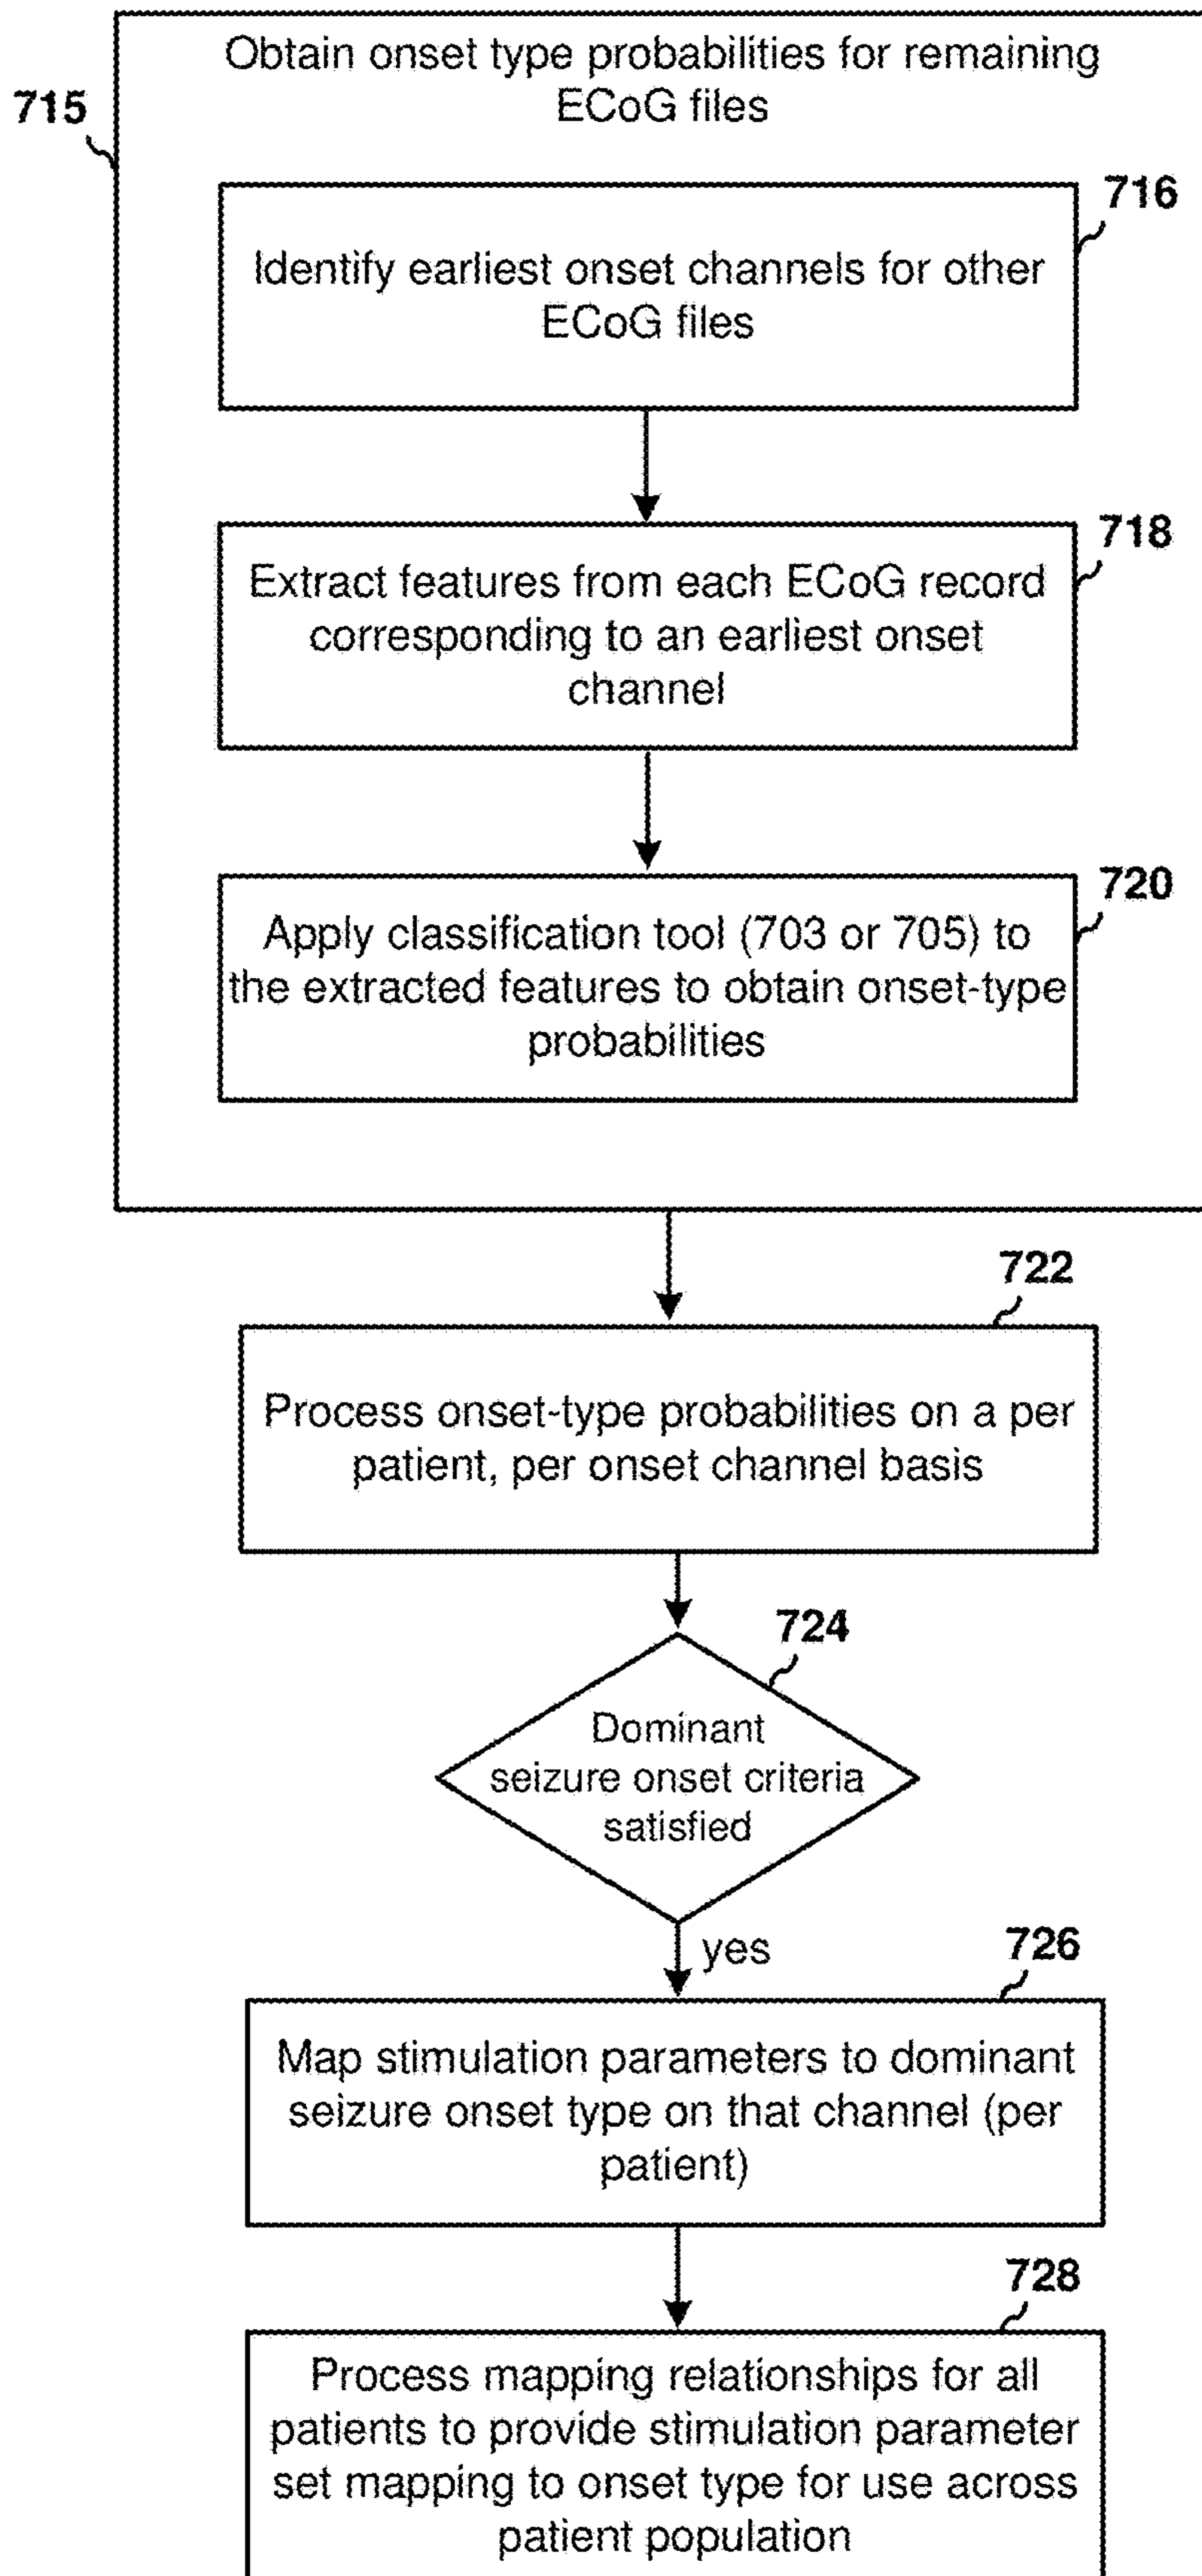 Obtain onset type probabilities for remaining
ECoG files
715
716
Identify earliest onset channels for other
ECoG files
718
Extract features from each ECoG record
corresponding to an earliest onset
channel
720
Apply classification tool (703 or 705) to
the extracted features to obtain onset-type
probabilities
722
Process onset-type probabilities on a per
patient, per onset channel basis
724
Dominant
seizure onset criteria
satisfied
yes
726
Map stimulation parameters to dominant
seizure onset type on that channel (per
patient)
728
Process mapping relationships for all
patients to provide stimulation parameter
set mapping to onset type for use across
patient population